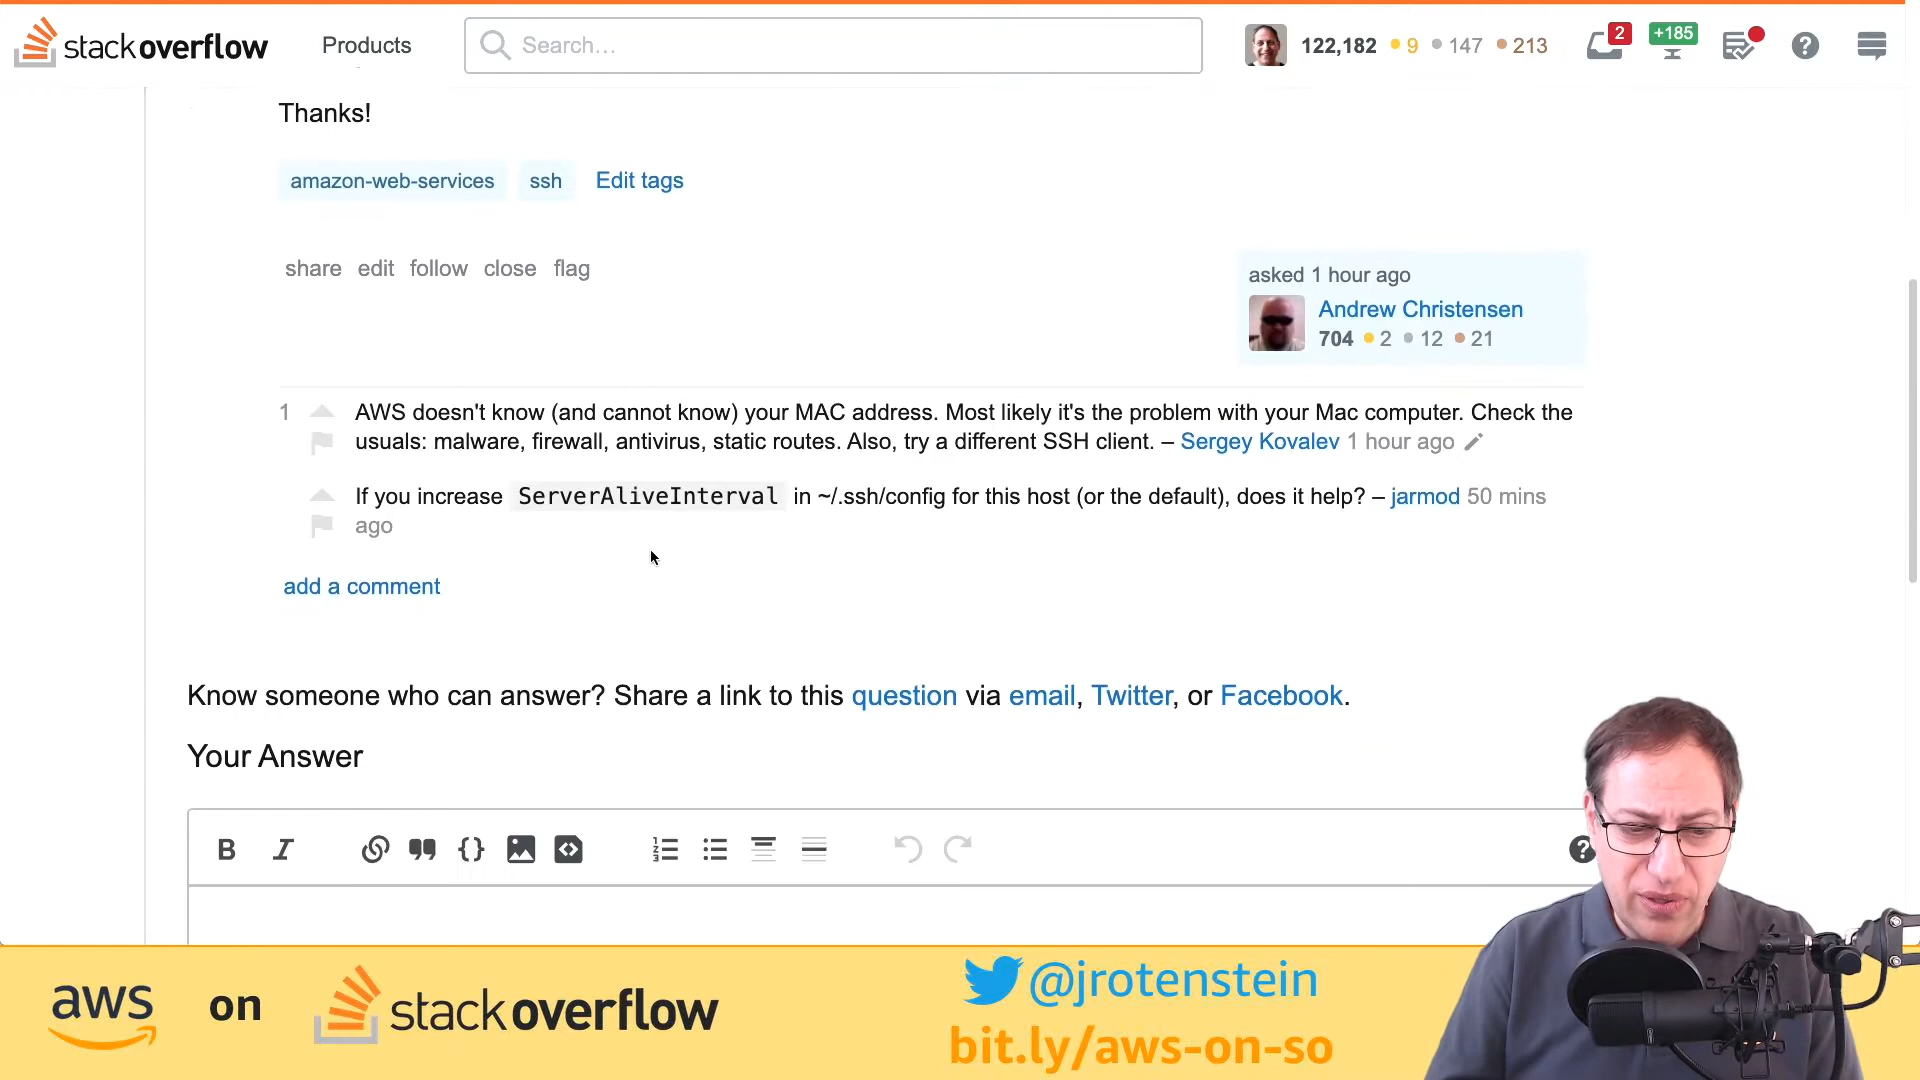 stackoverflow Products Search... 122,182 9 147 213 2 +185
Thanks!
amazon-web-services ssh Edit tags
share edit follow close flag
asked 1 hour ago
Andrew Christensen
704 2 12 21
1 AWS doesn't know (and cannot know) your MAC address. Most likely it's the problem with your Mac computer. Check the
usuals: malware, firewall, antivirus, static routes. Also, try a different SSH client. – Sergey Kovalev 1 hour ago
If you increase ServerAliveInterval in ~/.ssh/config for this host (or the default), does it help? – jarmod 50 mins
ago
add a comment
Know someone who can answer? Share a link to this question via email, Twitter, or Facebook.
Your Answer
B I
aws on stackoverflow
@jrotenstein
bit.ly/aws-on-so